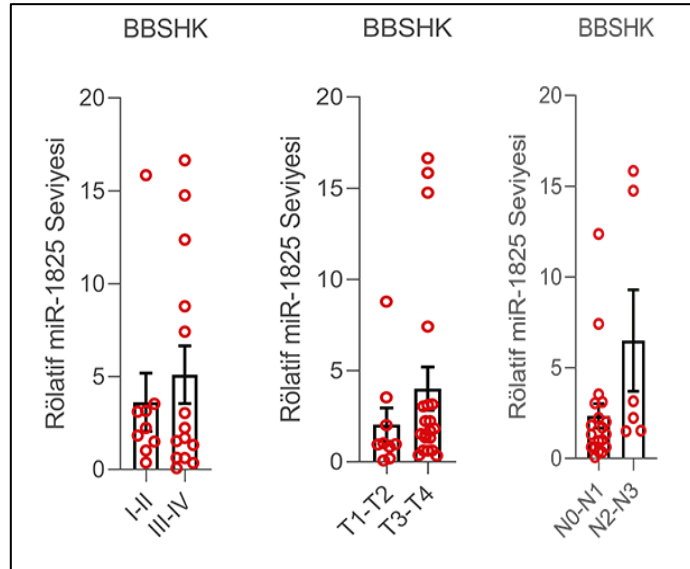 BBSHK
Rölatif miR-1825 Seviyesi
20
15
10
5
0
I-II
III-IV
BBSHK
Rölatif miR-1825 Seviyesi
20
15
10
5
0
T1-T2
T3-T4
BBSHK
Rölatif miR-1825 Seviyesi
20
15
10
5
0
N0-N1
N2-N3